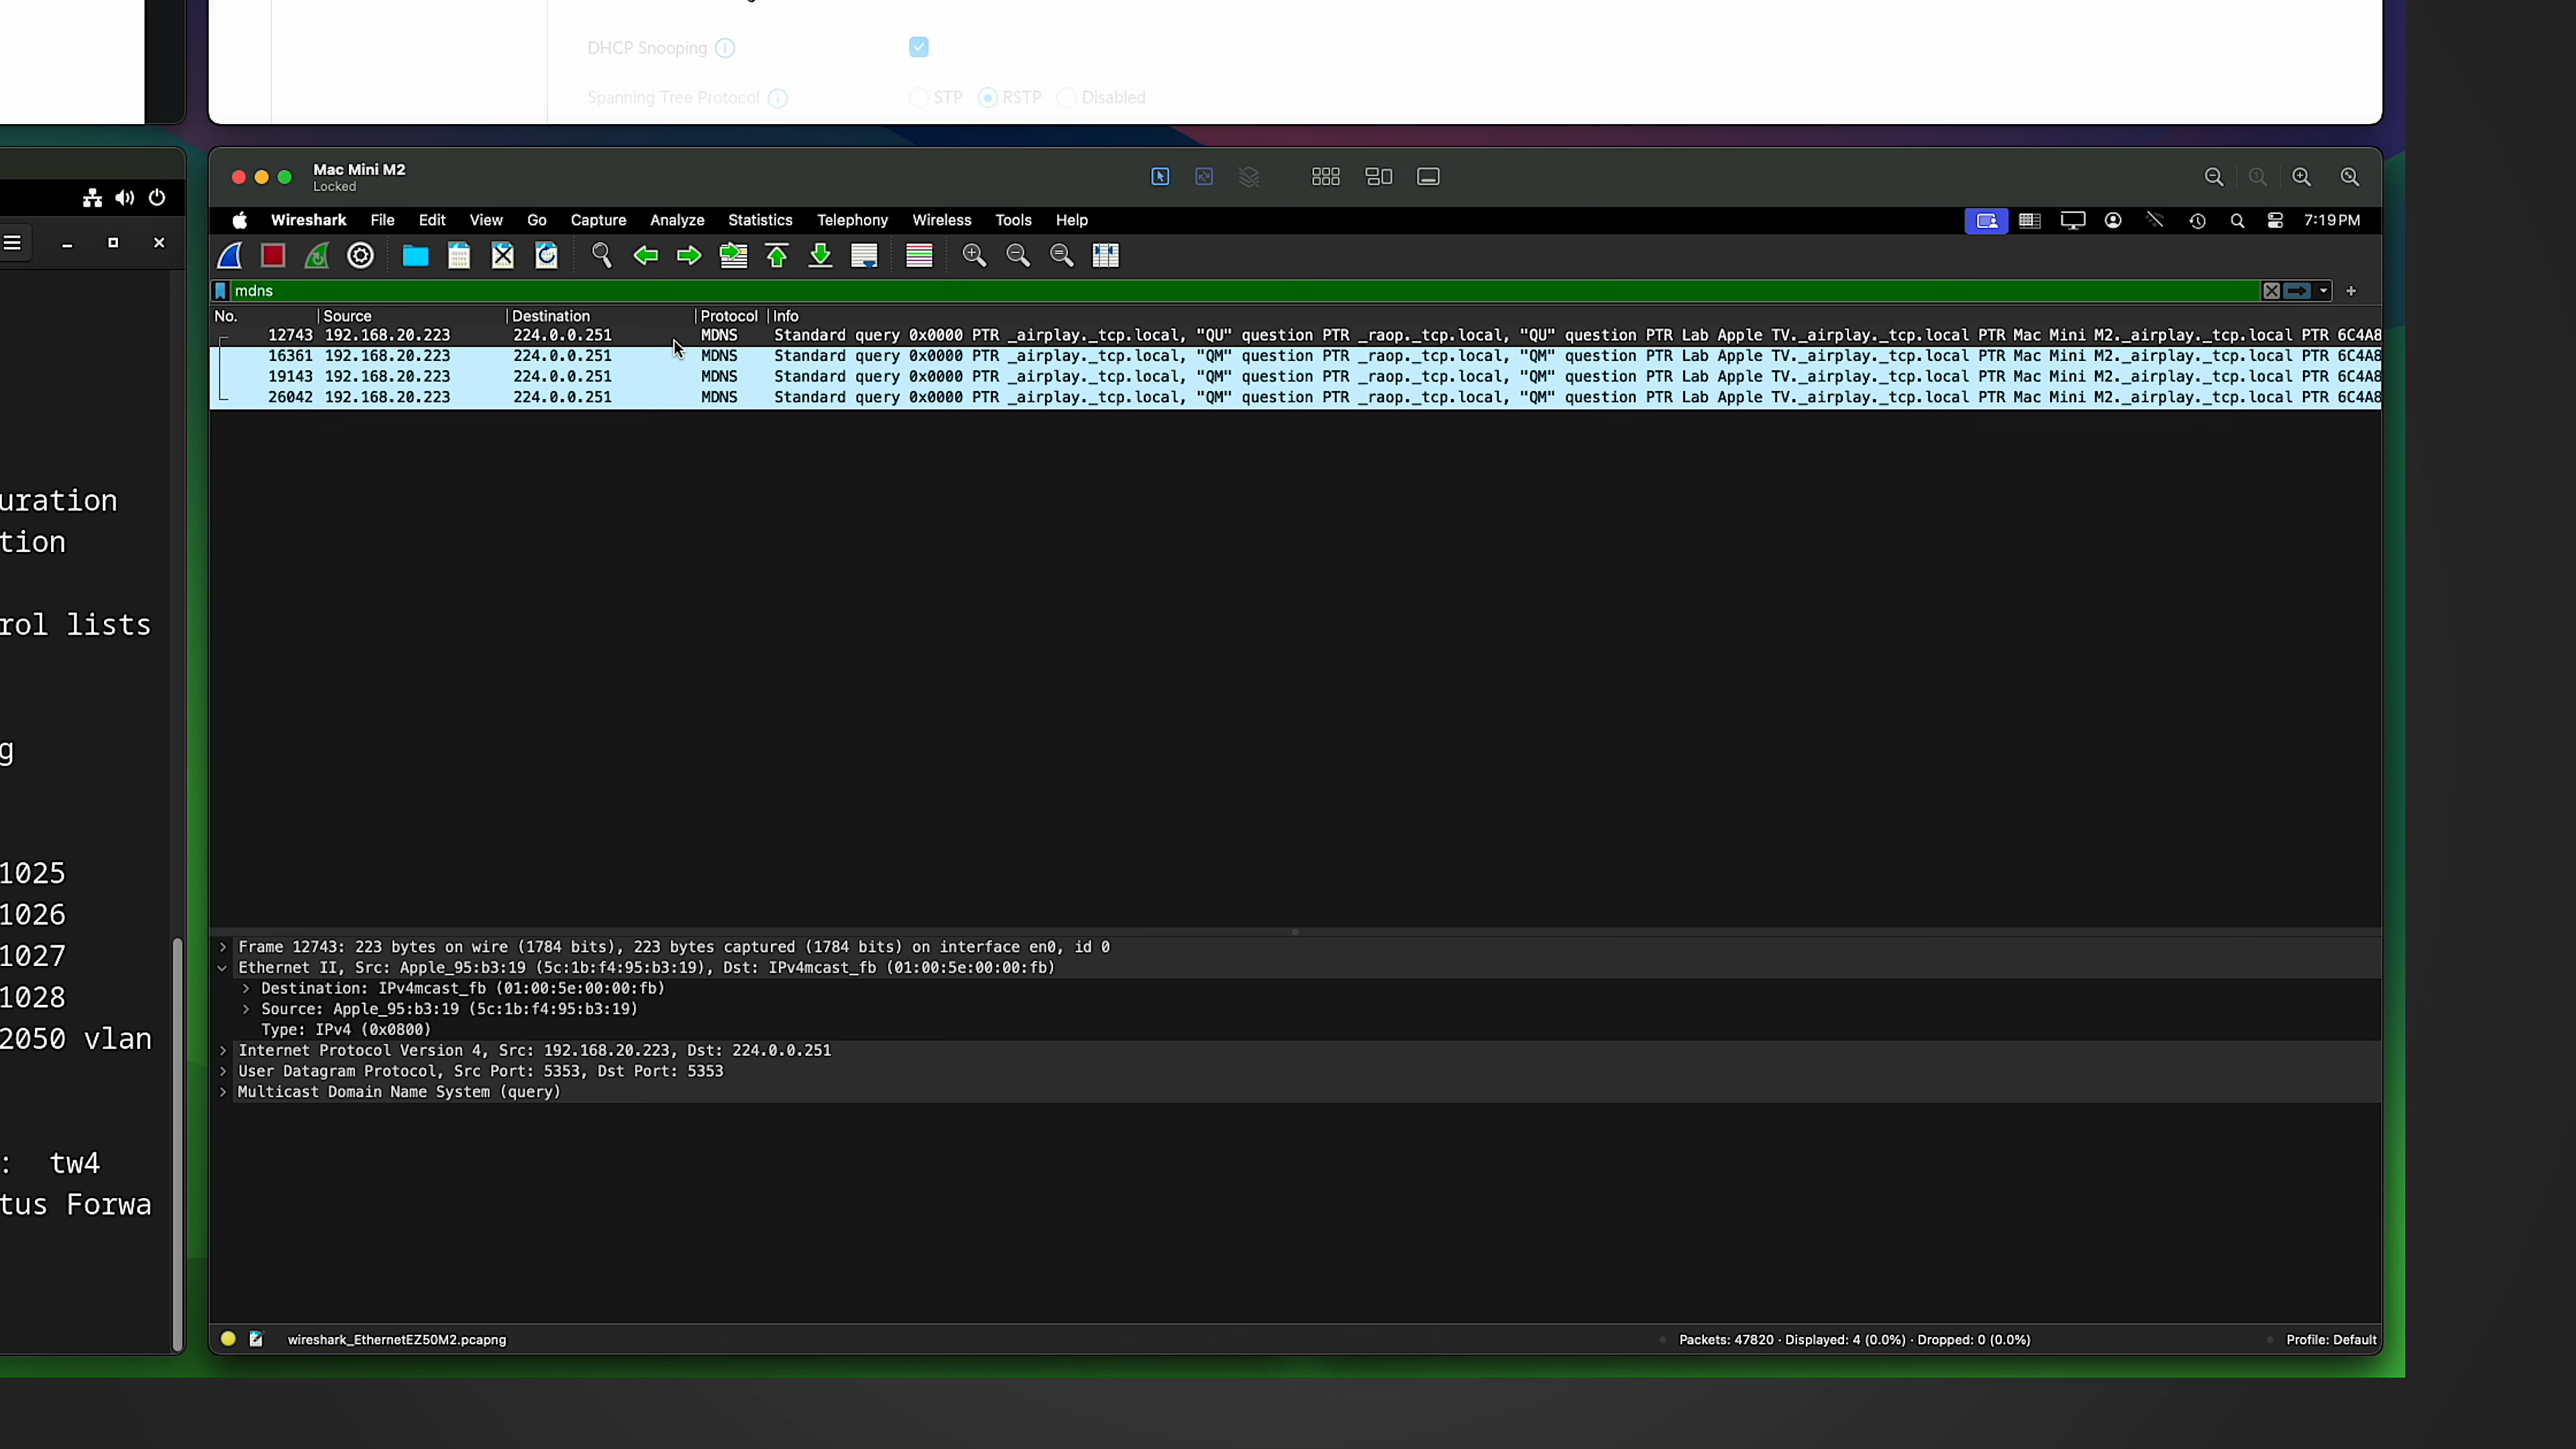 DHCP Snooping
Spanning Tree Protocol STP RSTP Disabled
Mac Mini M2
Locked
Wireshark File Edit View Go Capture Analyze Statistics Telephony Wireless Tools Help 7:19 PM
mdns
No. Source Destination Protocol Info
12743 192.168.20.223 224.0.0.251 MDNS Standard query 0x0000 PTR _airplay._tcp.local, "QU" question PTR _raop._tcp.local, "QU" question PTR Lab Apple TV._airplay._tcp.local PTR Mac Mini M2._airplay._tcp.local PTR 6C4A8
16361 192.168.20.223 224.0.0.251 MDNS Standard query 0x0000 PTR _airplay._tcp.local, "QM" question PTR _raop._tcp.local, "QM" question PTR Lab Apple TV._airplay._tcp.local PTR Mac Mini M2._airplay._tcp.local PTR 6C4A8
19143 192.168.20.223 224.0.0.251 MDNS Standard query 0x0000 PTR _airplay._tcp.local, "QM" question PTR _raop._tcp.local, "QM" question PTR Lab Apple TV._airplay._tcp.local PTR Mac Mini M2._airplay._tcp.local PTR 6C4A8
26042 192.168.20.223 224.0.0.251 MDNS Standard query 0x0000 PTR _airplay._tcp.local, "QM" question PTR _raop._tcp.local, "QM" question PTR Lab Apple TV._airplay._tcp.local PTR Mac Mini M2._airplay._tcp.local PTR 6C4A8
uration
tion
rol lists
g
1025
1026
1027
1028
2050 vlan
: tw4
tus Forwa
Frame 12743: 223 bytes on wire (1784 bits), 223 bytes captured (1784 bits) on interface en0, id 0
Ethernet II, Src: Apple_95:b3:19 (5c:1b:f4:95:b3:19), Dst: IPv4mcast_fb (01:00:5e:00:00:fb)
Destination: IPv4mcast_fb (01:00:5e:00:00:fb)
Source: Apple_95:b3:19 (5c:1b:f4:95:b3:19)
Type: IPv4 (0x0800)
Internet Protocol Version 4, Src: 192.168.20.223, Dst: 224.0.0.251
User Datagram Protocol, Src Port: 5353, Dst Port: 5353
Multicast Domain Name System (query)
wireshark_EthernetEZ50M2.pcapng
Packets: 47820 · Displayed: 4 (0.0%) · Dropped: 0 (0.0%)
Profile: Default